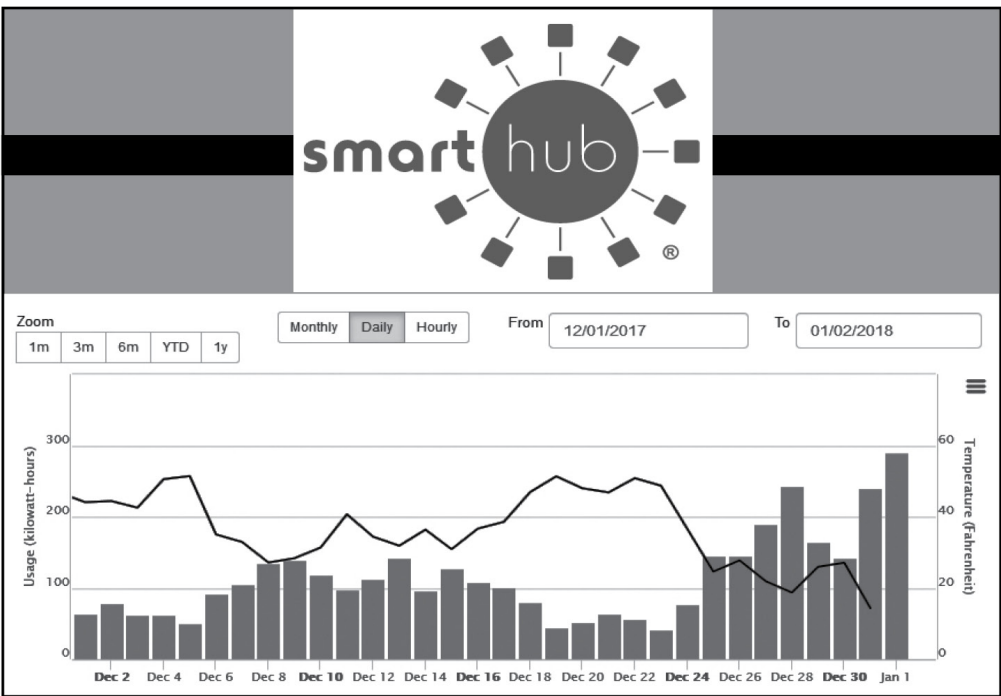 smart hub
®
Zoom
1m 3m 6m YTD 1y
Monthly Daily Hourly
From 12/01/2017
To 01/02/2018
Usage (kilowatt-hours)
300
200
100
0
60
40
20
0
Temperature (Fahrenheit)
Dec 2 Dec 4 Dec 6 Dec 8 Dec 10 Dec 12 Dec 14 Dec 16 Dec 18 Dec 20 Dec 22 Dec 24 Dec 26 Dec 28 Dec 30 Jan 1